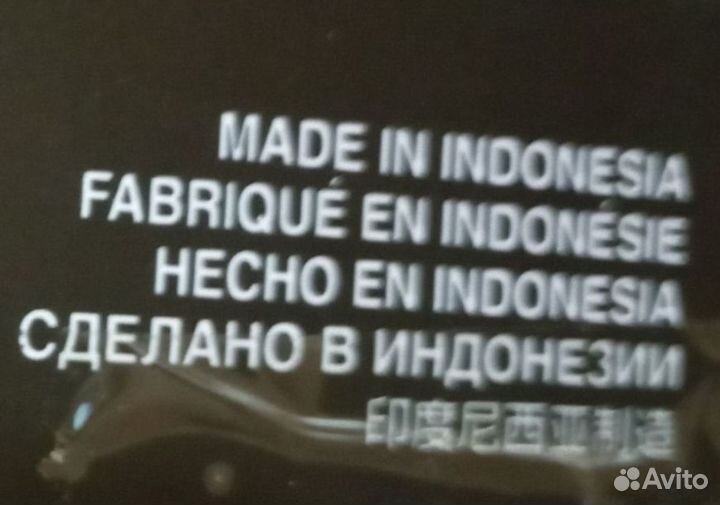 MADE IN INDONESIA
FABRIQUÉ EN INDONÉSIE
HECHO EN INDONESIA
СДЕЛАНО В ИНДОНЕЗИИ
印度尼西亚制造
Avito